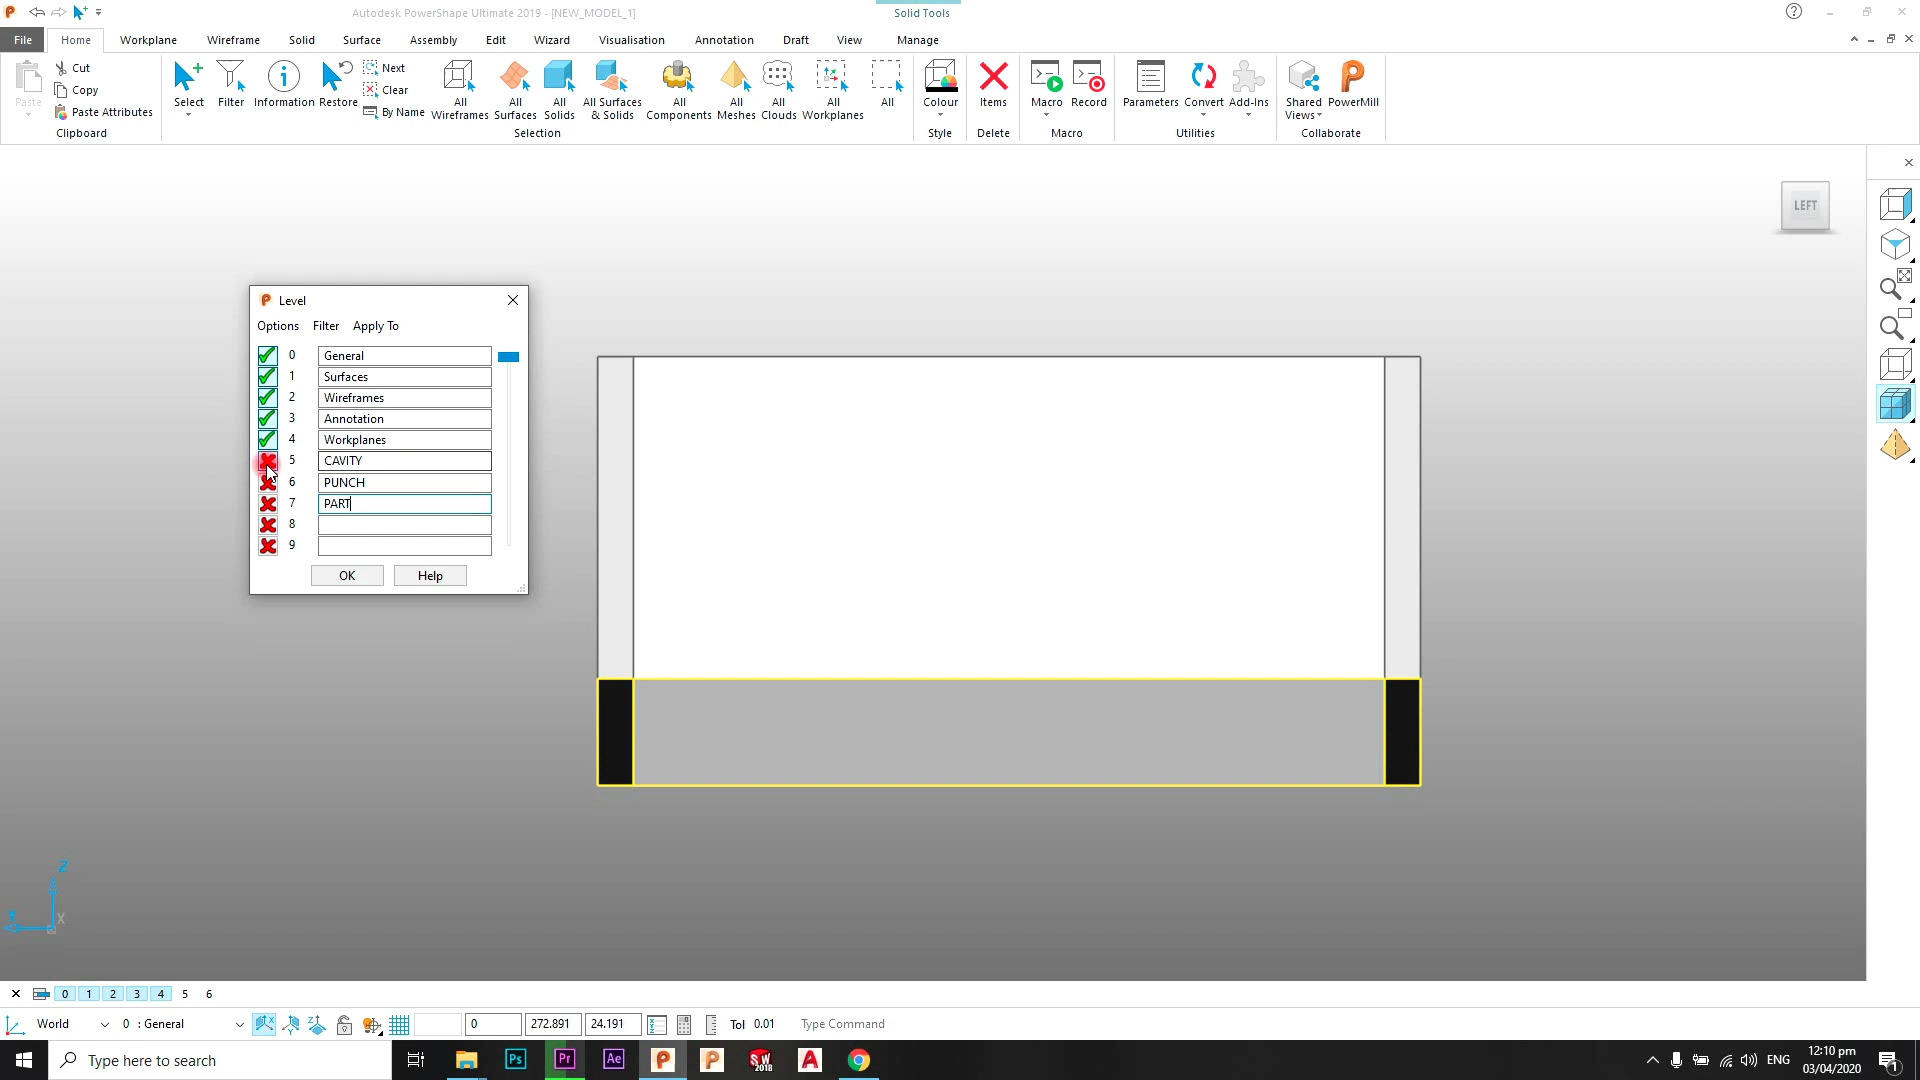 Autodesk PowerShape Ultimate 2019 - [NEW_MODEL_1]
Solid Tools
File Home Workplane Wireframe Solid Surface Assembly Edit Wizard Visualisation Annotation Draft View Manage
Paste
Cut
Copy
Paste Attributes
Clipboard
Select
Filter
Information
Restore
Next
Clear
By Name
All Wireframes
All Surfaces
All Solids
All Surfaces & Solids
All Components
All Meshes
All Clouds
All Workplanes
All
Selection
Colour
Style
Items
Delete
Macro
Record
Macro
Parameters
Convert
Add-Ins
Utilities
Shared Views
PowerMill
Collaborate
LEFT
Level
Options Filter Apply To
0 General
1 Surfaces
2 Wireframes
3 Annotation
4 Workplanes
5 CAVITY
6 PUNCH
7 PART
8
9
OK Help
Z
X
0 1 2 3 4 5 6
World 0 : General 0 272.891 24.191 Tol 0.01 Type Command
Type here to search
Ps
Pr
Ae
SW 2018
ENG
12:10 pm
03/04/2020
1